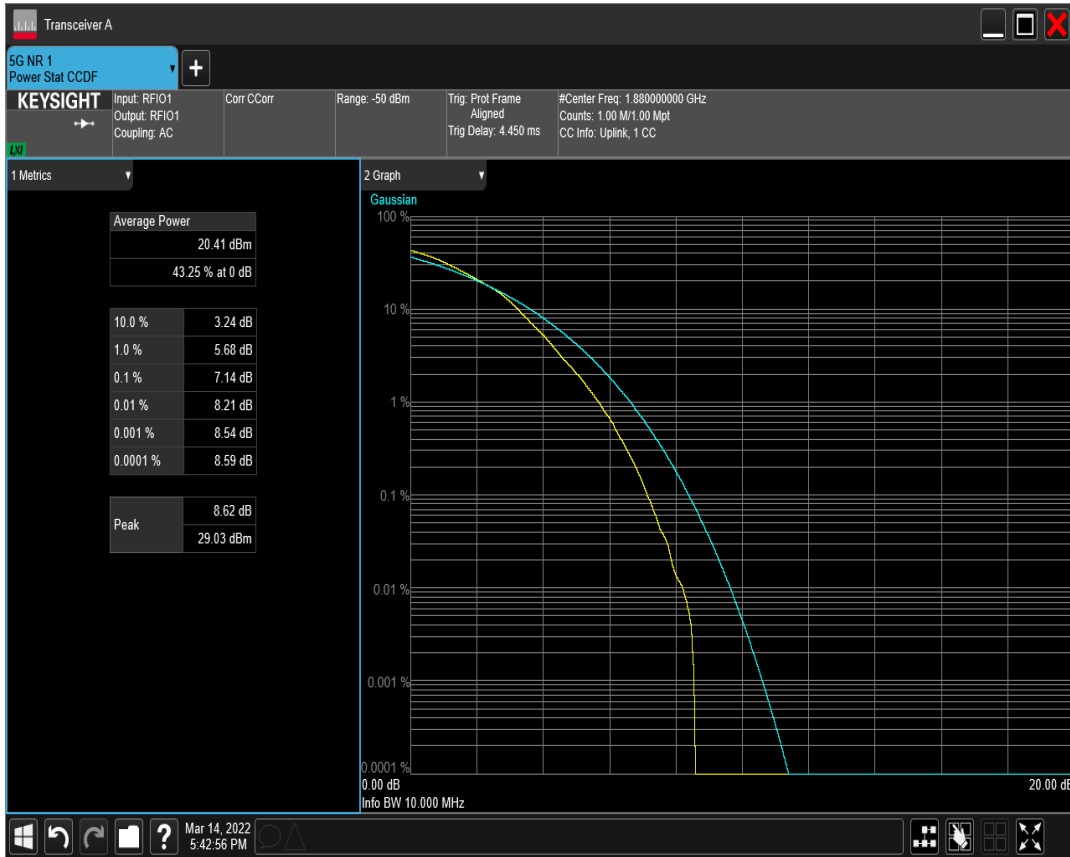 Transceiver A
5G NR 1
Power Stat CCDF
+
KEYSIGHT
LXI
Input: RFIO1
Output: RFIO1
Coupling: AC
Corr CCorr
Range: -50 dBm
Trig: Prot Frame
Aligned
Trig Delay: 4.450 ms
#Center Freq: 1.880000000 GHz
Counts: 1.00 M/1.00 Mpt
CC Info: Uplink, 1 CC
1 Metrics
Average Power
20.41 dBm
43.25 % at 0 dB
10.0 % 3.24 dB
1.0 % 5.68 dB
0.1 % 7.14 dB
0.01 % 8.21 dB
0.001 % 8.54 dB
0.0001 % 8.59 dB
Peak
8.62 dB
29.03 dBm
2 Graph
Gaussian
100 %
10 %
1 %
0.1 %
0.01 %
0.001 %
0.0001 %
0.00 dB
20.00 dB
Info BW 10.000 MHz
?
Mar 14, 2022
5:42:56 PM